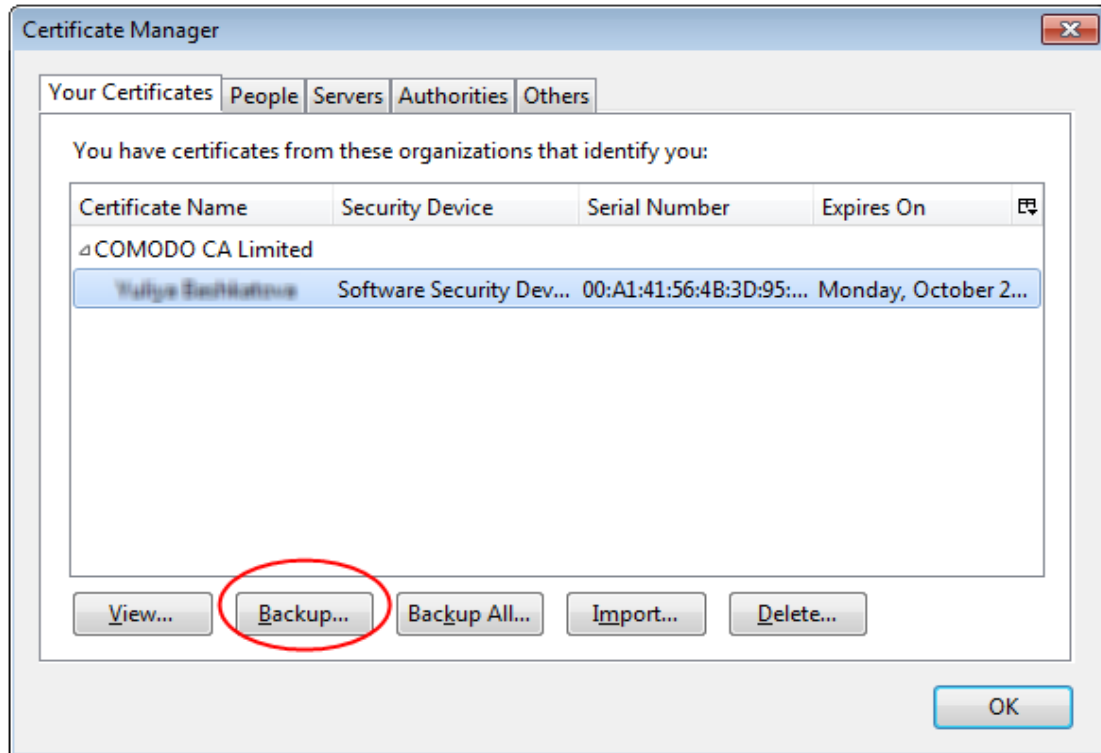 Certificate Manager
Your Certificates People Servers Authorities Others
You have certificates from these organizations that identify you:
Certificate Name Security Device Serial Number Expires On
COMODO CA Limited
Software Security Dev... 00:A1:41:56:4B:3D:95:... Monday, October 2...
View... Backup... Backup All... Import... Delete...
OK